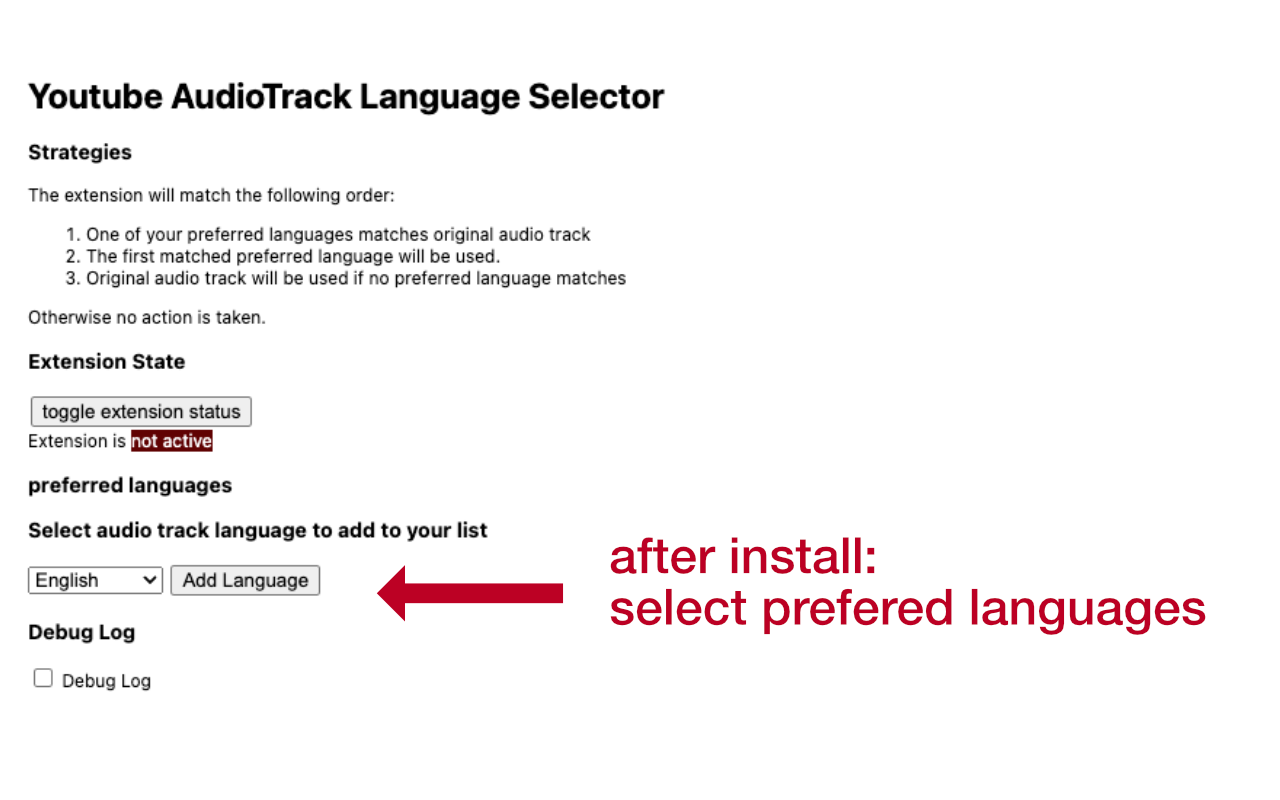 Youtube AudioTrack Language Selector
Strategies
The extension will match the following order:
1. One of your preferred languages matches original audio track
2. The first matched preferred language will be used.
3. Original audio track will be used if no preferred language matches
Otherwise no action is taken.
Extension State
toggle extension status
Extension is not active
preferred languages
Select audio track language to add to your list
English Add Language
after install:
select prefered languages
Debug Log
Debug Log